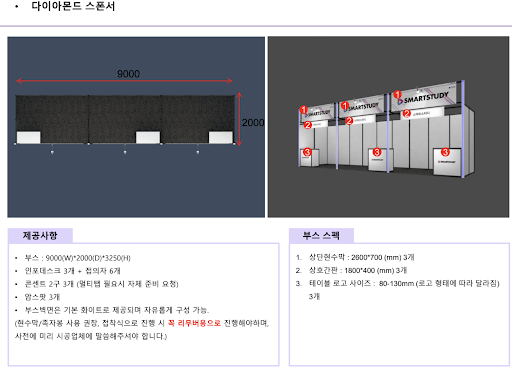 • 다이아몬드 스폰서
9000
2000
1
SMARTSTUDY
1
SMARTSTUDY
1
SMARTSTUDY
2
2
2
3
3
3
제공사항
• 부스 : 9000(W)*2000(D)*3250(H)
• 인포데스크 3개 + 접의자 6개
• 콘센트 2구 3개 (멀티탭 필요시 자체 준비 요청)
• 암스팟 3개
• 부스벽면은 기본 화이트로 제공되며 자유롭게 구성 가능.
(현수막/족자봉 사용 권장, 접착식으로 진행 시 꼭 리무버용으로 진행해야하며,
사전에 미리 시공업체에 말씀해주셔야 합니다.)
부스 스펙
1. 상단현수막 : 2600*700 (mm) 3개
2. 상호간판 : 1800*400 (mm) 3개
3. 테이블 로고 사이즈 : 80-130mm (로고 형태에 따라 달라짐)
3개